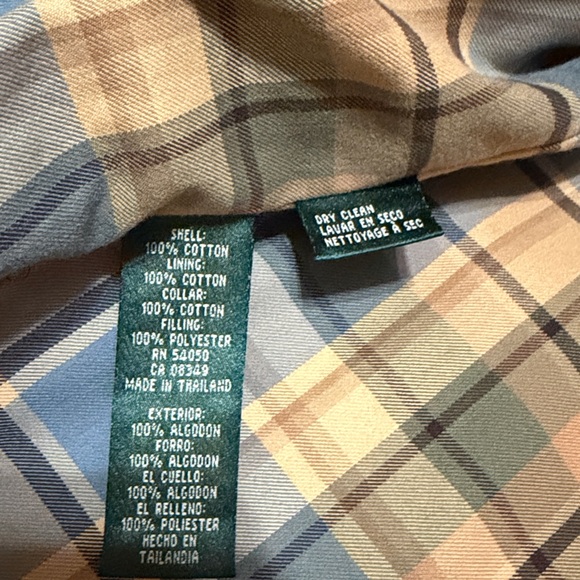 SHELL:
100% COTTON
LINING:
100% COTTON
COLLAR:
100% COTTON
FILLING:
100% POLYESTER
RN 54050
CA 08349
MADE IN THAILAND
EXTERIOR:
100% ALGODON
FORRO:
100% ALGODON
EL CUELLO:
100% ALGODON
EL RELLENO:
100% POLIESTER
HECHO EN
TAILANDIA
DRY CLEAN
LAVAR EN SECO
NETTOYAGE À SEC